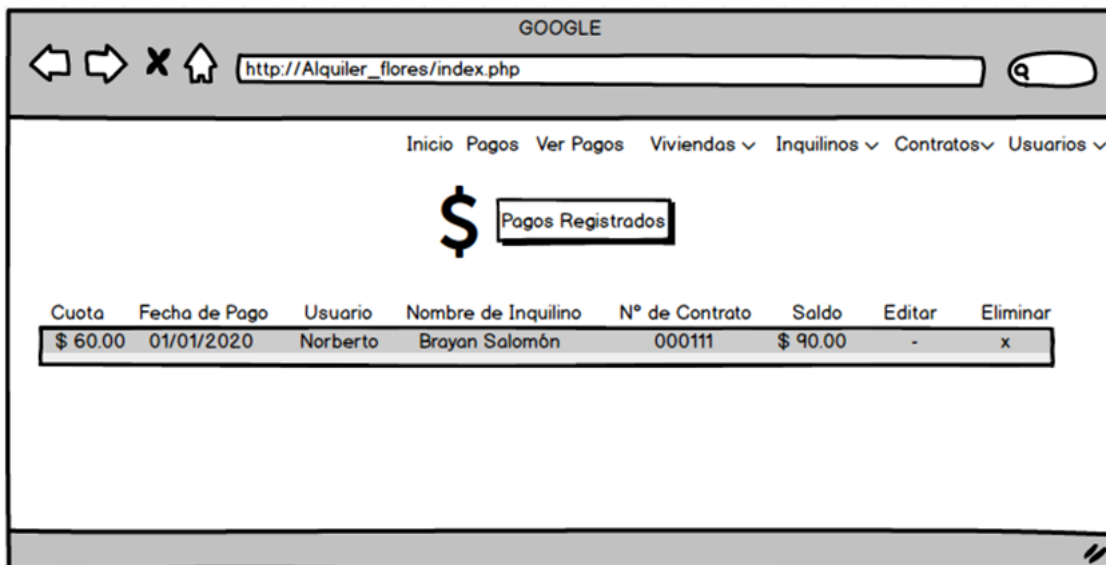 GOOGLE
http://Alquiler_flores/index.php
Inicio Pagos Ver Pagos Viviendas Inquilinos Contratos Usuarios
$ Pagos Registrados
Cuota Fecha de Pago Usuario Nombre de Inquilino N° de Contrato Saldo Editar Eliminar
$ 60.00 01/01/2020 Norberto Brayan Salomón 000111 $ 90.00 - x